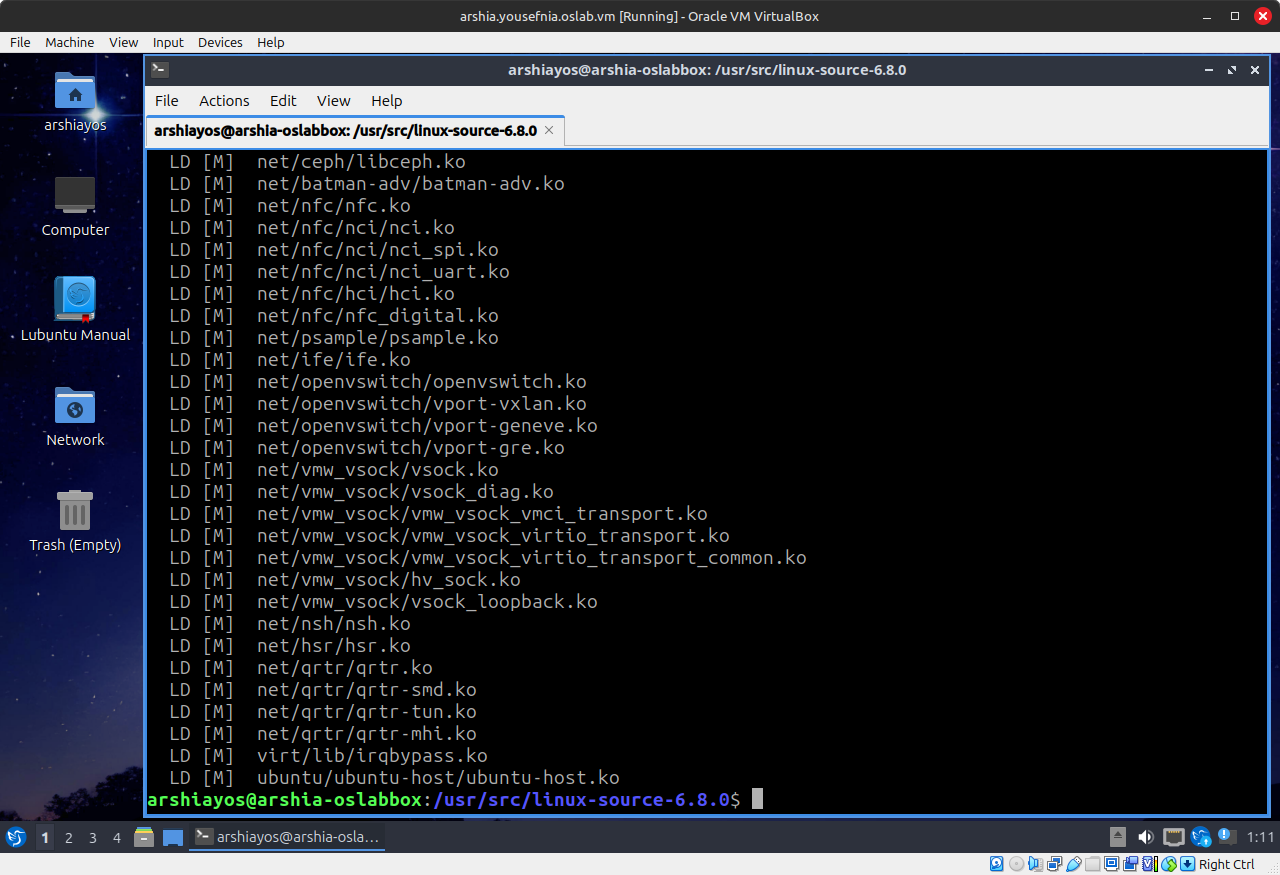 arshia.yousefnia.oslab.vm [Running] - Oracle VM VirtualBox
File Machine View Input Devices Help
arshiayos@arshia-oslabbox: /usr/src/linux-source-6.8.0
File Actions Edit View Help
arshiayos@arshia-oslabbox: /usr/src/linux-source-6.8.0
LD [M] net/ceph/libceph.ko
LD [M] net/batman-adv/batman-adv.ko
LD [M] net/nfc/nfc.ko
LD [M] net/nfc/nci/nci.ko
LD [M] net/nfc/nci/nci_spi.ko
LD [M] net/nfc/nci/nci_uart.ko
LD [M] net/nfc/hci/hci.ko
LD [M] net/nfc/nfc_digital.ko
LD [M] net/psample/psample.ko
LD [M] net/ife/ife.ko
LD [M] net/openvswitch/openvswitch.ko
LD [M] net/openvswitch/vport-vxlan.ko
LD [M] net/openvswitch/vport-geneve.ko
LD [M] net/openvswitch/vport-gre.ko
LD [M] net/vmw_vsock/vsock.ko
LD [M] net/vmw_vsock/vsock_diag.ko
LD [M] net/vmw_vsock/vmw_vsock_vmci_transport.ko
LD [M] net/vmw_vsock/vmw_vsock_virtio_transport.ko
LD [M] net/vmw_vsock/vmw_vsock_virtio_transport_common.ko
LD [M] net/vmw_vsock/hv_sock.ko
LD [M] net/vmw_vsock/vsock_loopback.ko
LD [M] net/nsh/nsh.ko
LD [M] net/hsr/hsr.ko
LD [M] net/qrtr/qrtr.ko
LD [M] net/qrtr/qrtr-smd.ko
LD [M] net/qrtr/qrtr-tun.ko
LD [M] net/qrtr/qrtr-mhi.ko
LD [M] virt/lib/irqbypass.ko
LD [M] ubuntu/ubuntu-host/ubuntu-host.ko
arshiayos@arshia-oslabbox:/usr/src/linux-source-6.8.0$
arshiayos
Computer
Lubuntu Manual
Network
Trash (Empty)
1 2 3 4 arshiayos@arshia-osla... 1:11
Right Ctrl